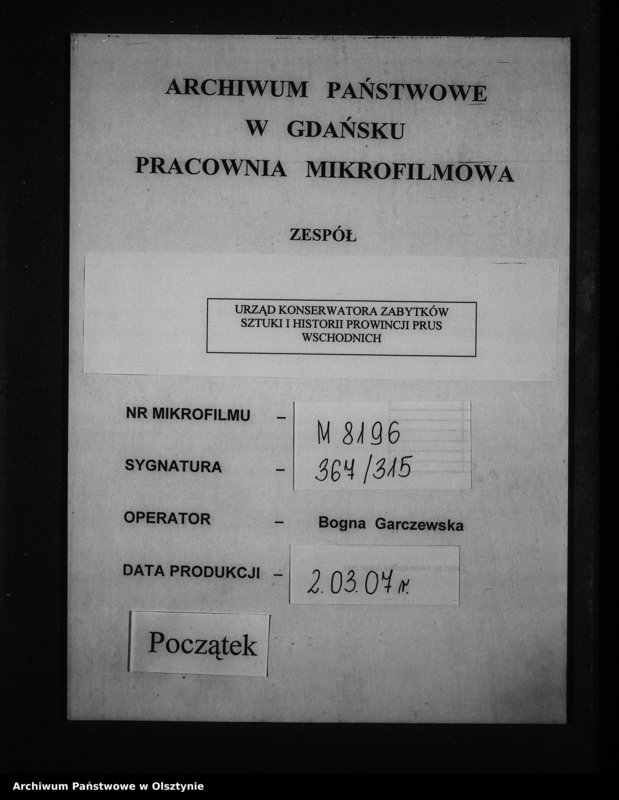 ARCHIWUM PAŃSTWOWE
W GDAŃSKU
PRACOWNIA MIKROFILMOWA
ZESPÓŁ
URZĄD KONSERWATORA ZABYTKÓW
SZTUKI I HISTORII PROWINCJI PRUS
WSCHODNICH
NR MIKROFILMU – M 8196
SYGNATURA – 367/315
OPERATOR – Bogna Garczewska
DATA PRODUKCJI – 2.03.07 r.
Początek
Archiwum Państwowe w Olsztynie